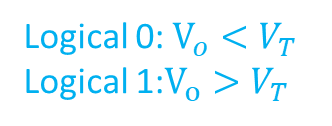 Logical 0: Vₒ < V_T
Logical 1:Vₒ > V_T